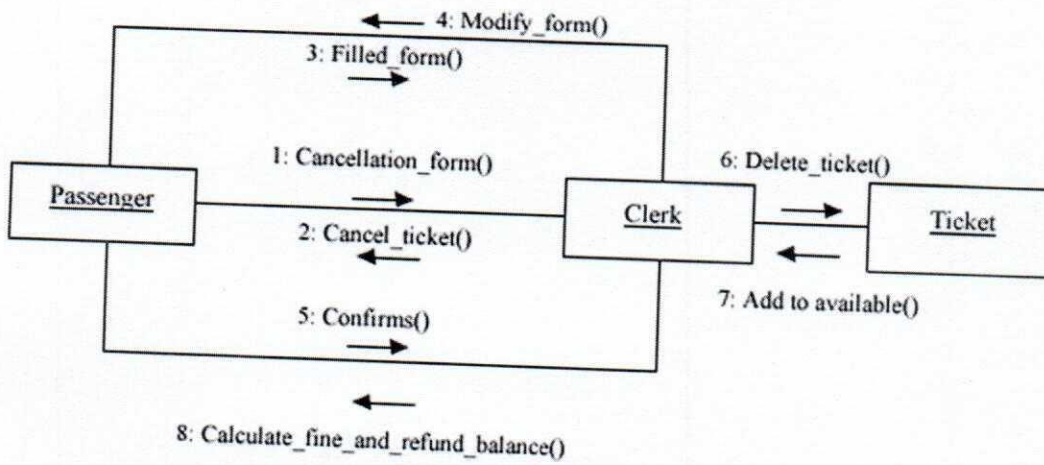 4: Modify_form()
3: Filled_form()
1: Cancellation_form()
6: Delete_ticket()
Passenger
Clerk
Ticket
2: Cancel_ticket()
7: Add to available()
5: Confirms()
8: Calculate_fine_and_refund_balance()